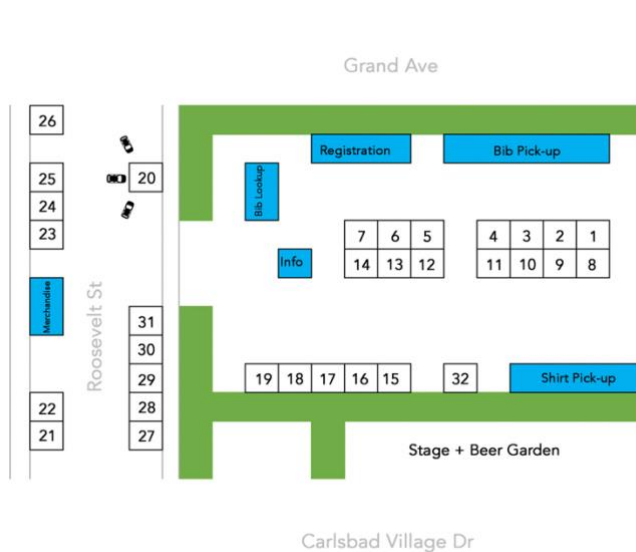 Grand Ave
26
Registration
Bib Pick-up
25
20
Bib Lookup
24
23
7 6 5
4 3 2 1
Info
14 13 12
11 10 9 8
Merchandise
Roosevelt St
31
30
29
19 18 17 16 15
32
Shirt Pick-up
22
28
21
27
Stage + Beer Garden
Carlsbad Village Dr